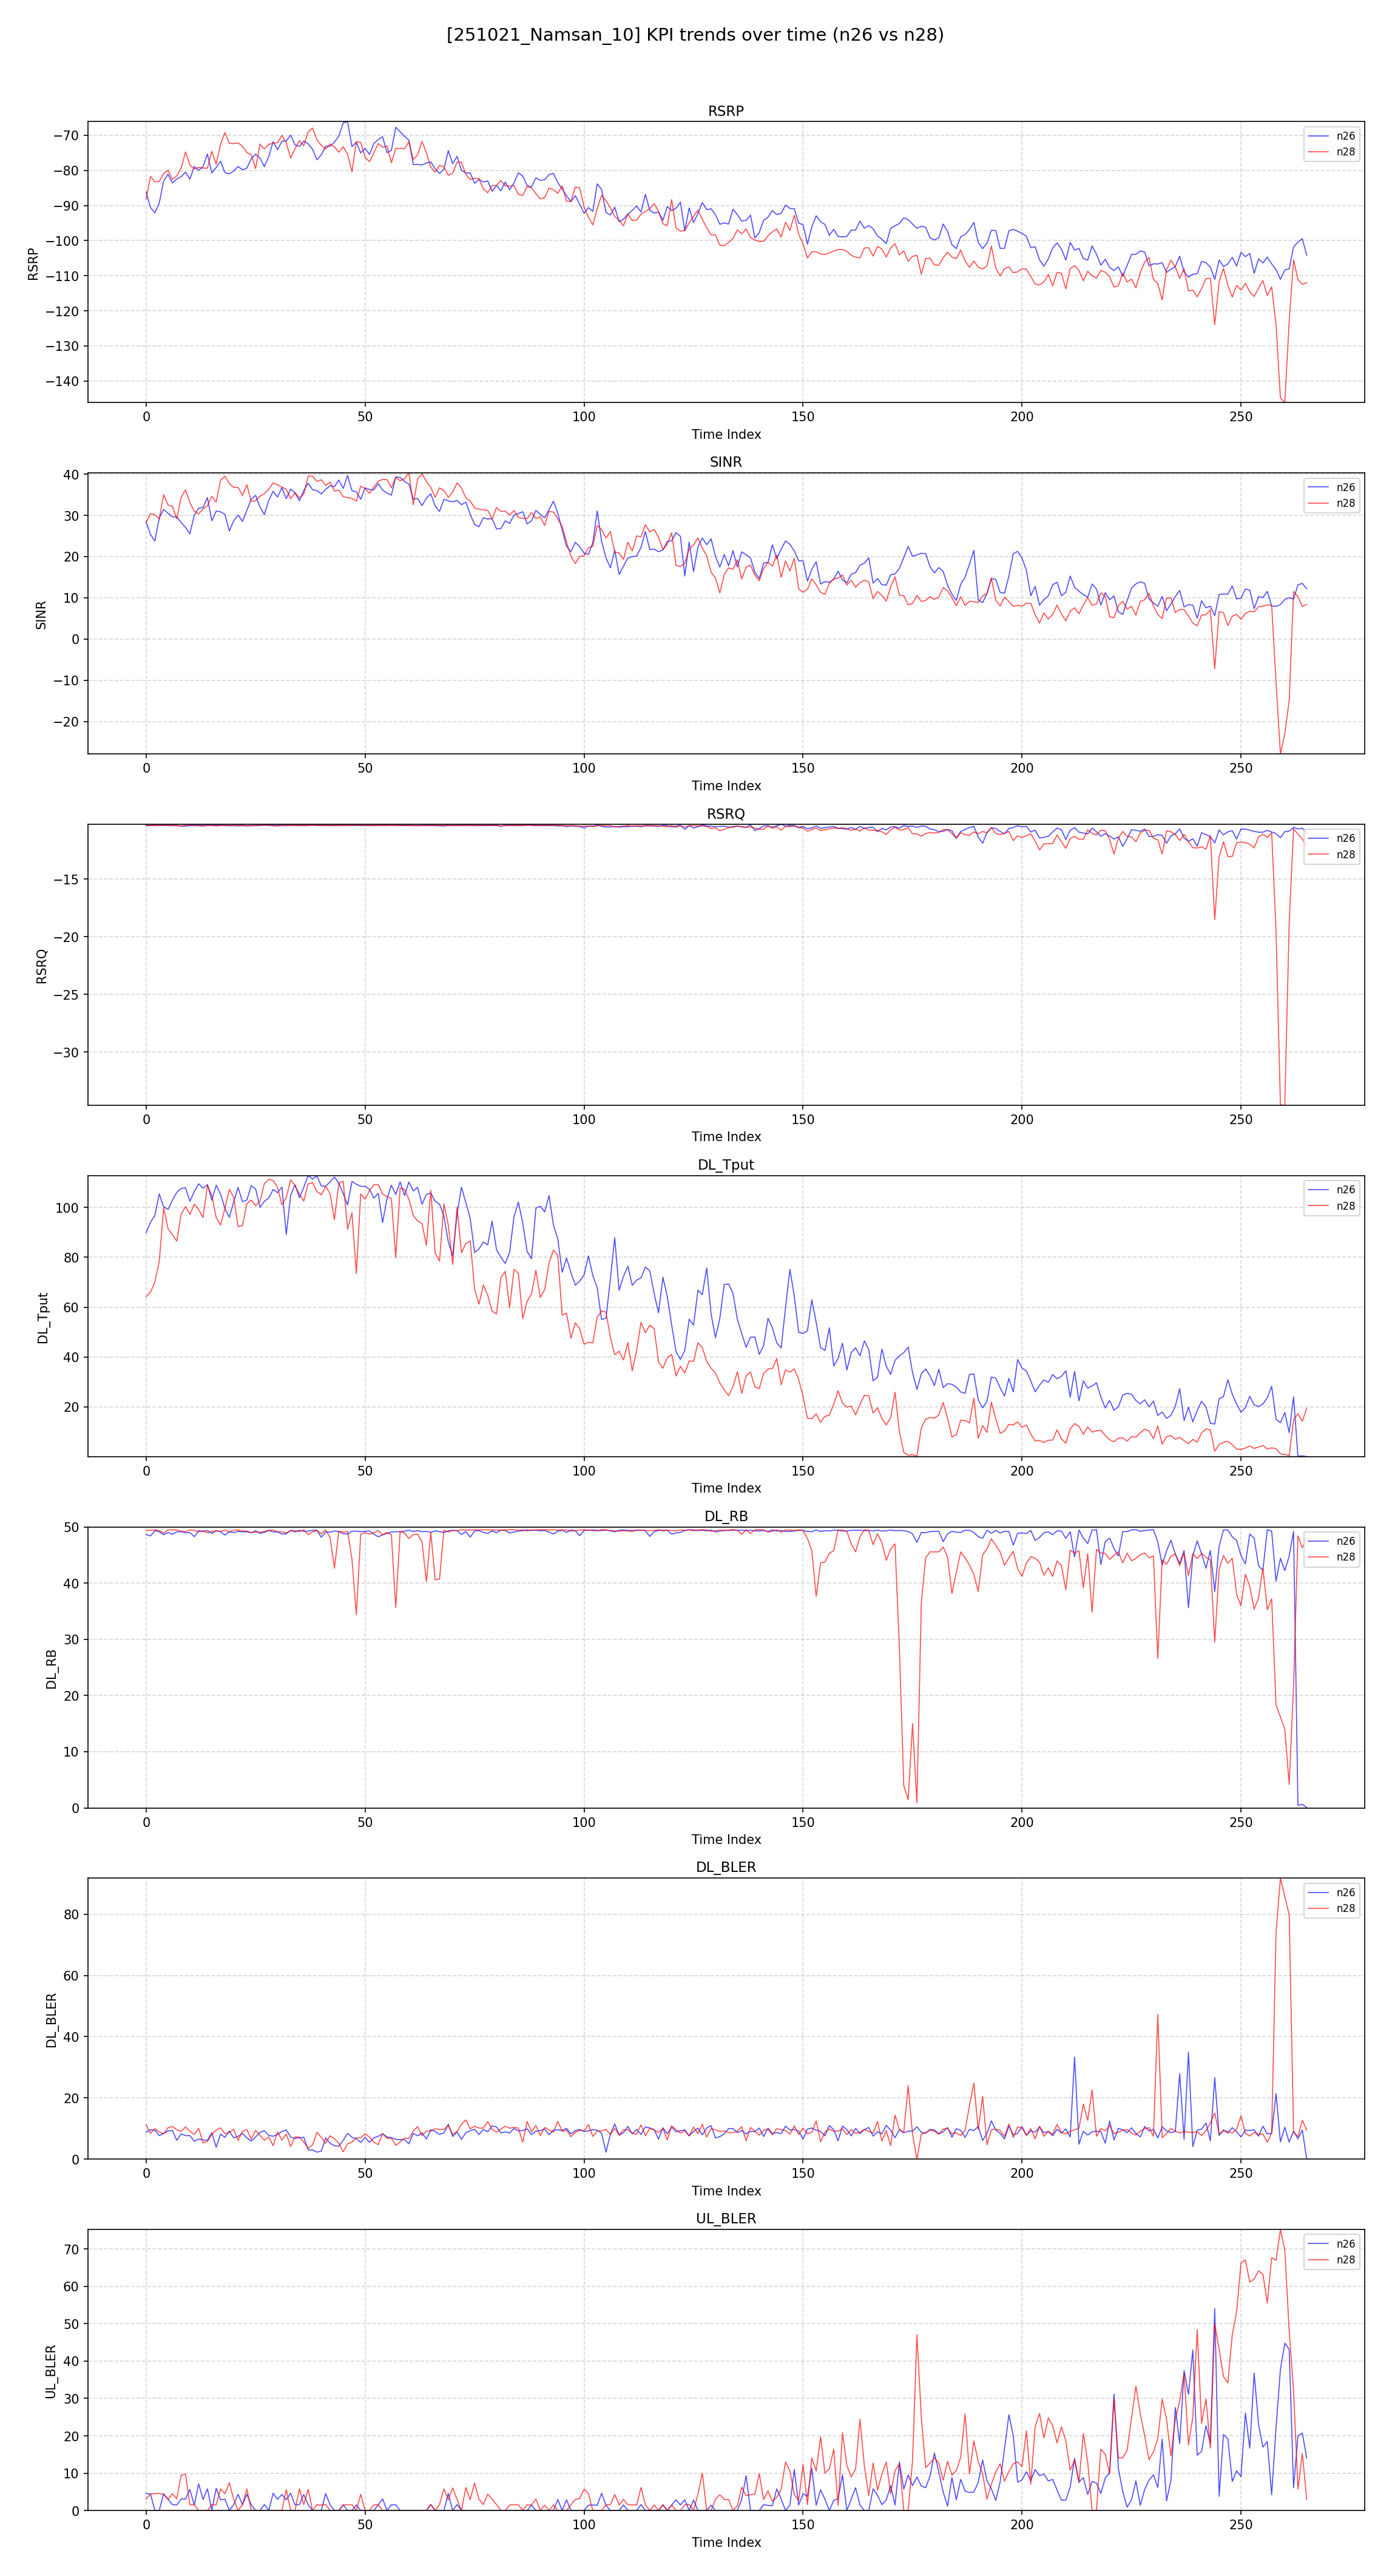 [251021_Namsan_10] KPI trends over time (n26 vs n28)
RSRP
n26
n28
−70
−80
−90
−100
−110
−120
−130
−140
RSRP
0 50 100 150 200 250
Time Index
SINR
n26
n28
40
30
20
10
0
−10
−20
SINR
0 50 100 150 200 250
Time Index
RSRQ
n26
n28
−15
−20
−25
−30
RSRQ
0 50 100 150 200 250
Time Index
DL_Tput
n26
n28
100
80
60
40
20
DL_Tput
0 50 100 150 200 250
Time Index
DL_RB
n26
n28
50
40
30
20
10
0
DL_RB
0 50 100 150 200 250
Time Index
DL_BLER
n26
n28
80
60
40
20
0
DL_BLER
0 50 100 150 200 250
Time Index
UL_BLER
n26
n28
70
60
50
40
30
20
10
0
UL_BLER
0 50 100 150 200 250
Time Index